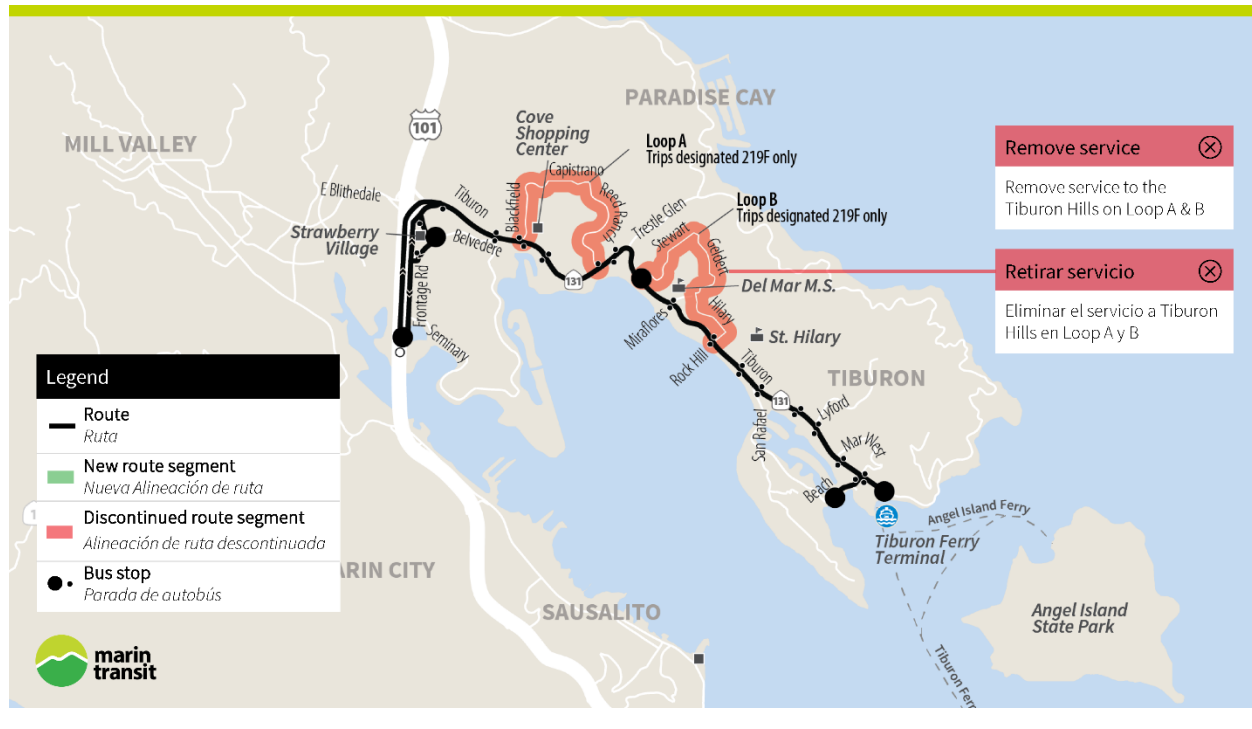 PARADISE CAY
MILL VALLEY
101
Cove
Shopping
Center
Loop A
Trips designated 219F only
Capistrano
Reed Ranch
Blackfield
E Blithedale
Tiburon
Belvedere
Strawberry
Village
Frontage Rd
Seminary
131
Trestle Glen
Loop B
Trips designated 219F only
Stewart
Geldert
Del Mar M.S.
Hilary
Miraflores
St. Hilary
Rock Hill
Tiburon
131
TIBURON
San Rafael
Lyford
Mar West
Beach
Tiburon Ferry
Terminal
Angel Island Ferry
Angel Island
State Park
Tiburon Ferr
SAUSALITO
ARIN CITY
1
Remove service
Remove service to the
Tiburon Hills on Loop A & B
Retirar servicio
Eliminar el servicio a Tiburon
Hills en Loop A y B
Legend
Route
Ruta
New route segment
Nueva Alineación de ruta
Discontinued route segment
Alineación de ruta descontinuada
Bus stop
Parada de autobús
marin
transit